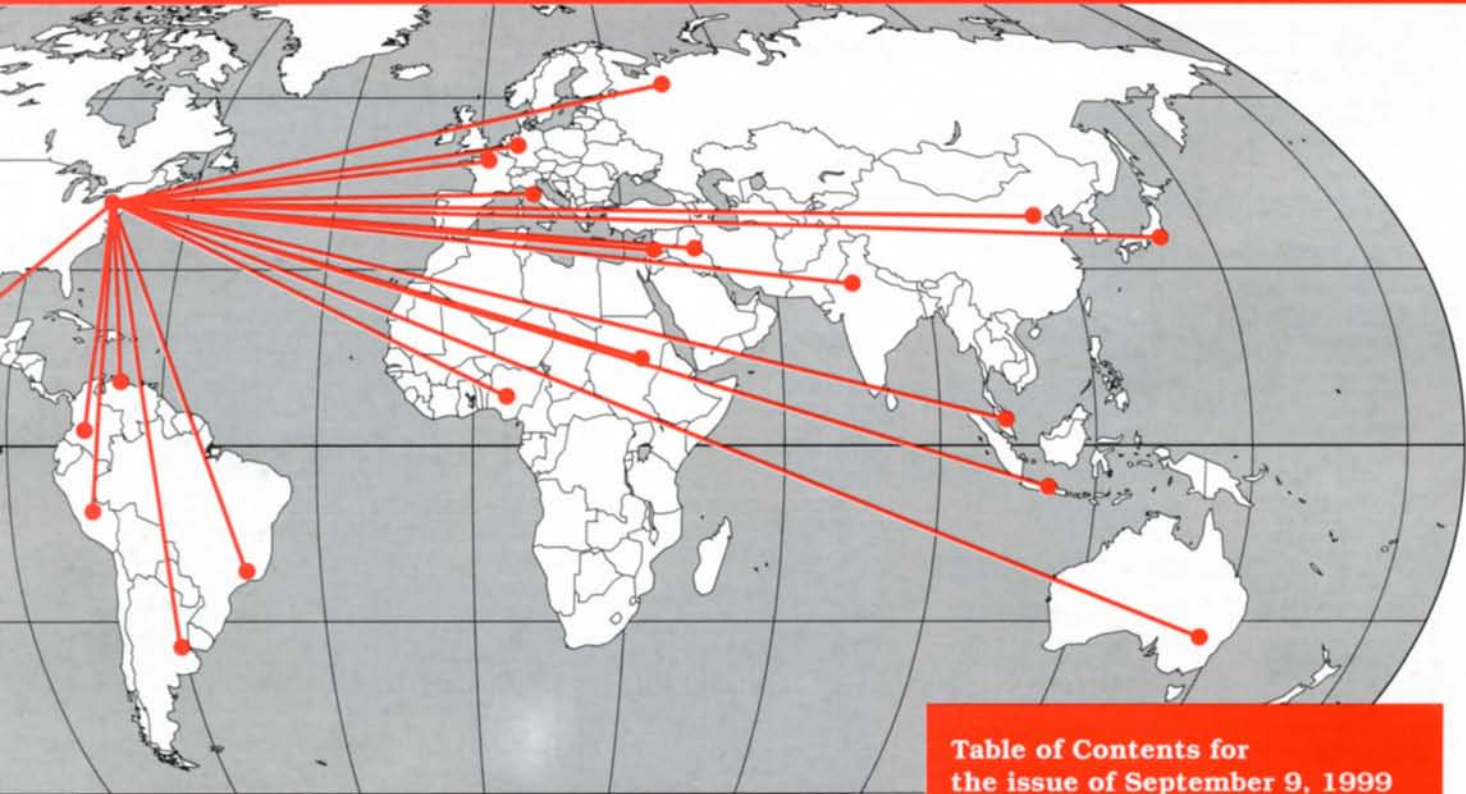 Table of Contents for
the issue of September 9, 1999